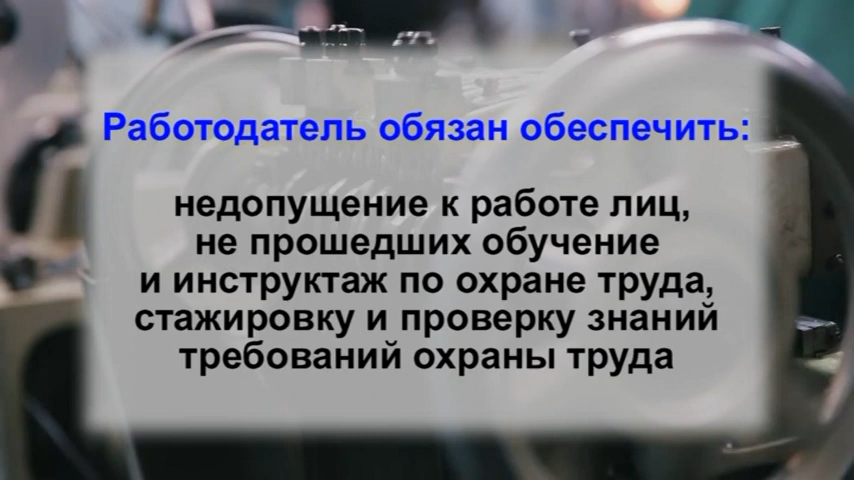 Работодатель обязан обеспечить:
недопущение к работе лиц,
не прошедших обучение
и инструктаж по охране труда,
стажировку и проверку знаний
требований охраны труда